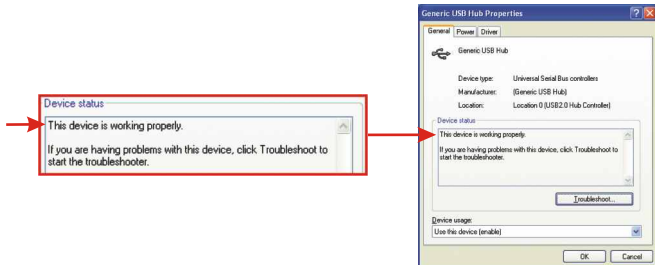 Device status
This device is working properly.
If you are having problems with this device, click Troubleshoot to
start the troubleshooter.
Generic USB Hub Properties
General Power Driver
Generic USB Hub
Device type: Universal Serial Bus controllers
Manufacturer: (Generic USB Hub)
Location: Location 0 (USB2.0 Hub Controller)
Device status
This device is working properly.
If you are having problems with this device, click Troubleshoot to
start the troubleshooter.
Troubleshoot...
Device usage:
Use this device (enable)
OK Cancel